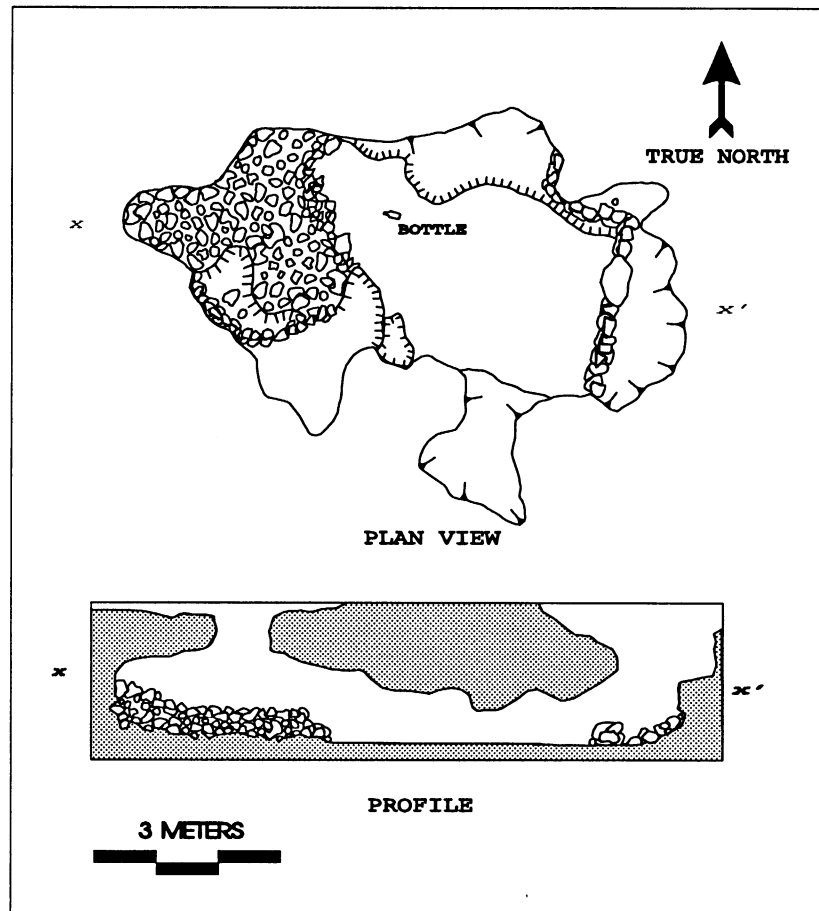 TRUE NORTH
x
BOTTLE
x'
PLAN VIEW
x
x'
PROFILE
3 METERS